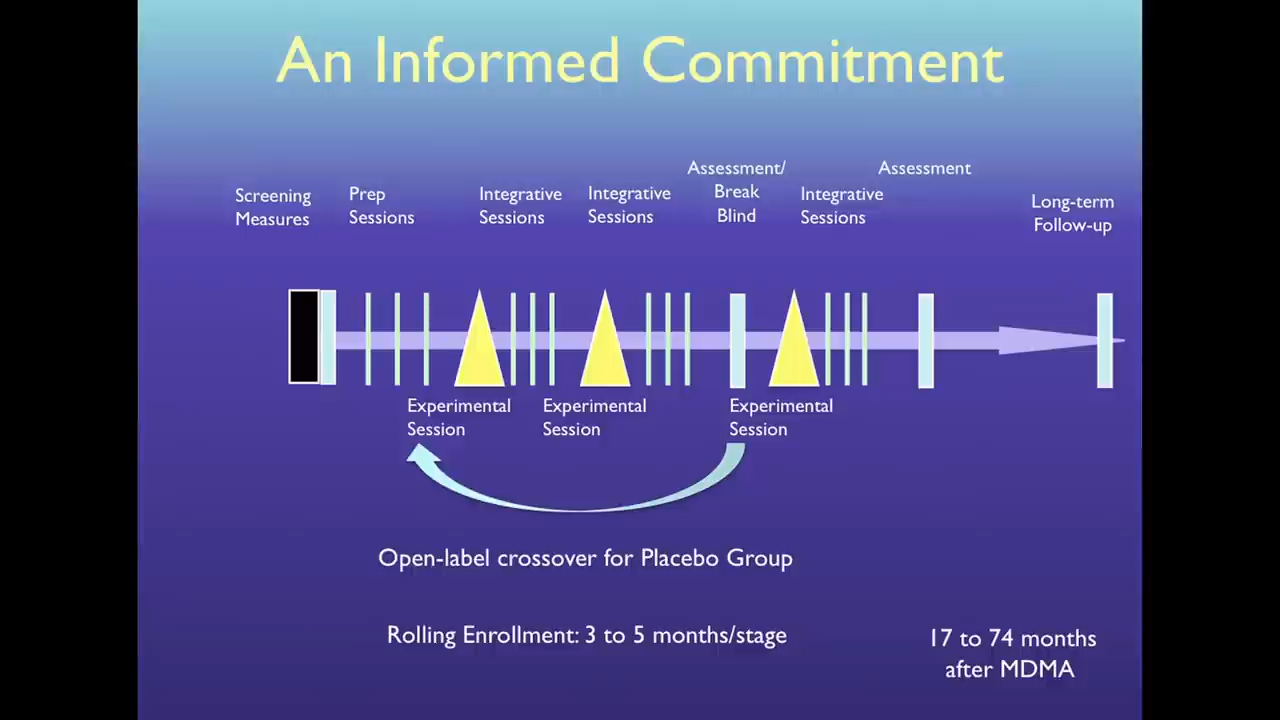 An Informed Commitment
Screening
Measures
Prep
Sessions
Integrative
Sessions
Integrative
Sessions
Assessment/
Break
Blind
Integrative
Sessions
Assessment
Long-term
Follow-up
Experimental
Session
Experimental
Session
Experimental
Session
Open-label crossover for Placebo Group
Rolling Enrollment: 3 to 5 months/stage
17 to 74 months
after MDMA